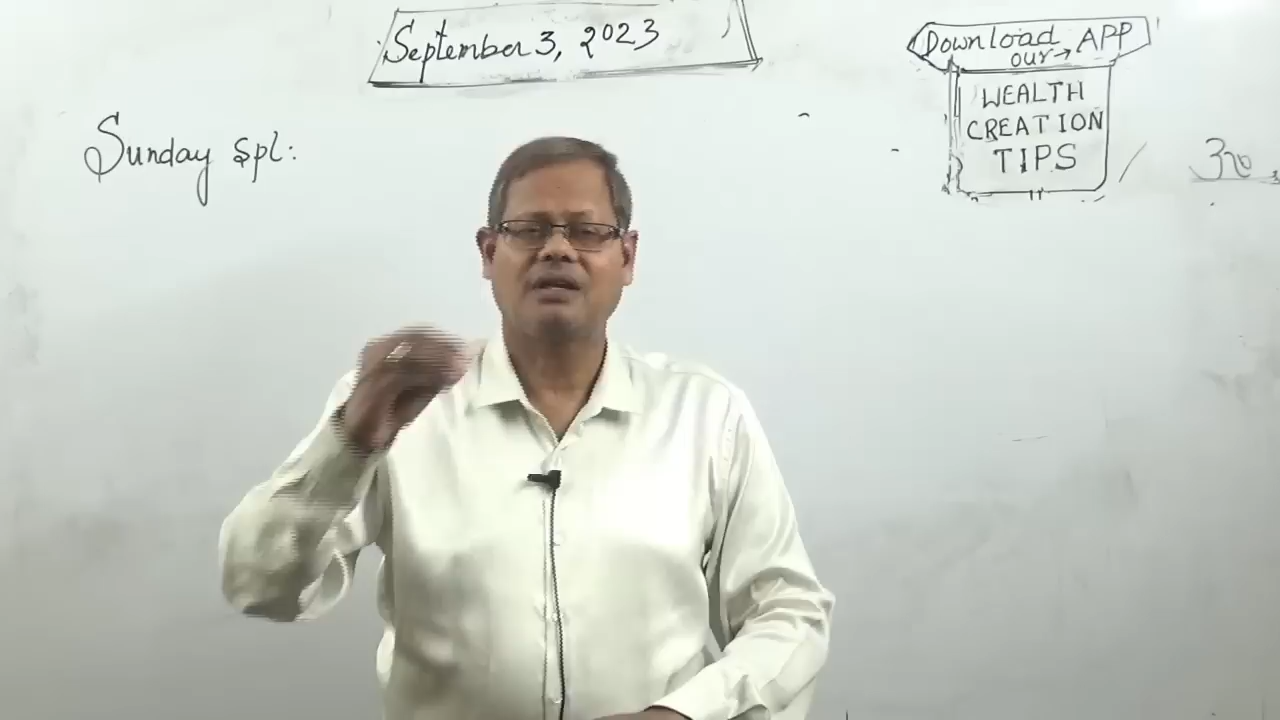 September 3, 2023
Download
our → APP
WEALTH
CREATION
TIPS
Sunday Spl: